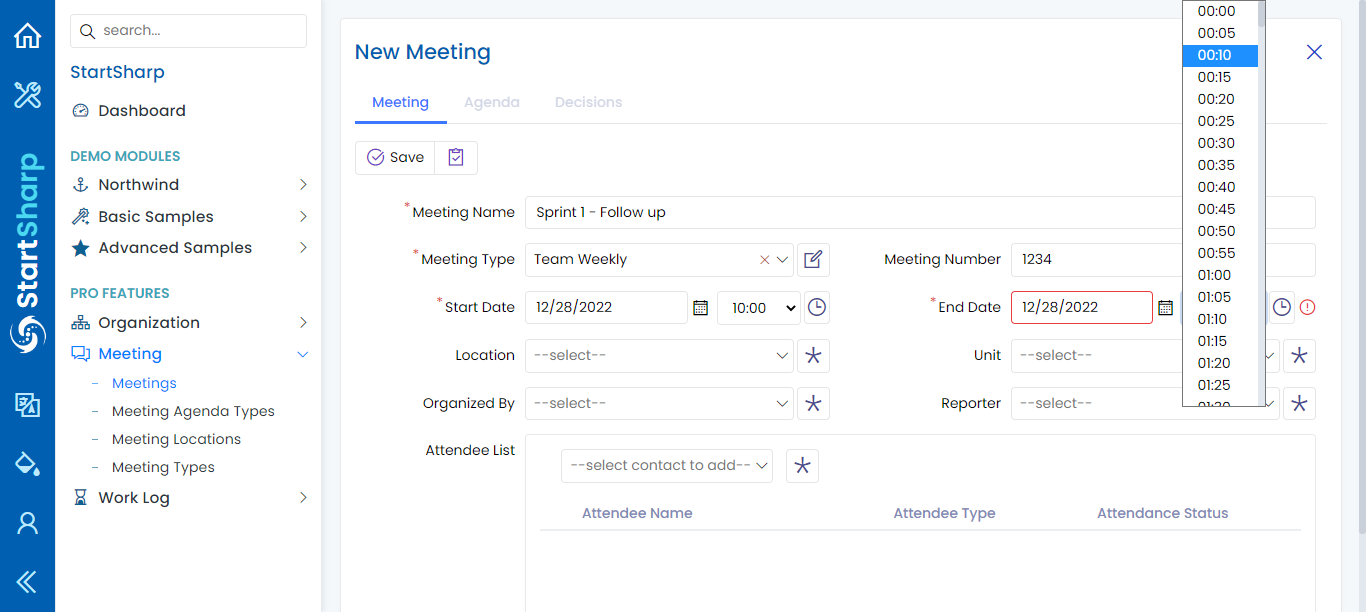 search...
StartSharp
Dashboard
DEMO MODULES
Northwind
Basic Samples
Advanced Samples
PRO FEATURES
Organization
Meeting
Meetings
Meeting Agenda Types
Meeting Locations
Meeting Types
Work Log
StartSharp
New Meeting
Meeting Agenda Decisions
Save
*Meeting Name Sprint 1 - Follow up
*Meeting Type Team Weekly
Meeting Number 1234
*Start Date 12/28/2022 10:00
*End Date 12/28/2022
Location --select--
Unit --select--
Organized By --select--
Reporter --select--
Attendee List
--select contact to add--
Attendee Name Attendee Type Attendance Status
00:00
00:05
00:10
00:15
00:20
00:25
00:30
00:35
00:40
00:45
00:50
00:55
01:00
01:05
01:10
01:15
01:20
01:25
01:30